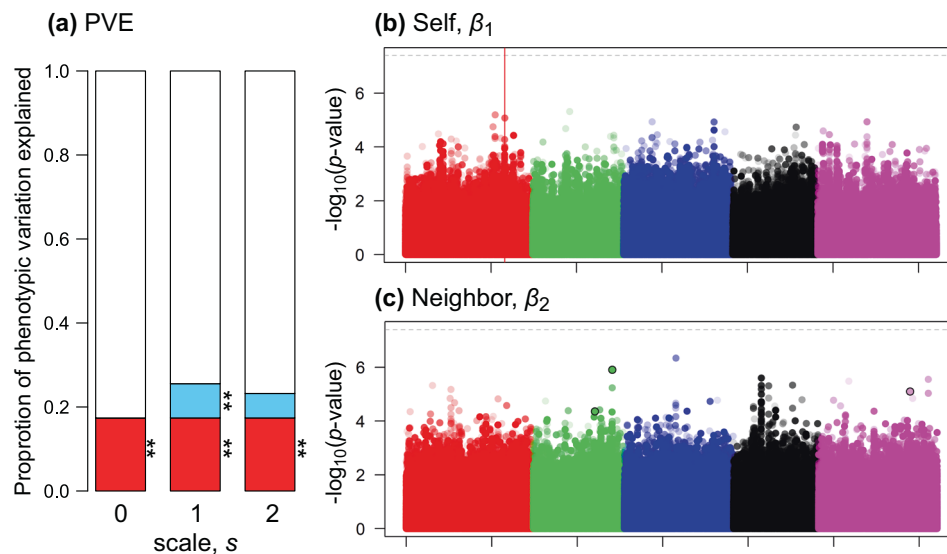 (a) PVE
Proprotion of phenotypic variation explained
1.0
0.8
0.6
0.4
0.2
0.0
**
**
**
**
0 1 2
scale, s
(b) Self, β1
-log10(p-value)
6
4
2
0
(c) Neighbor, β2
-log10(p-value)
6
4
2
0